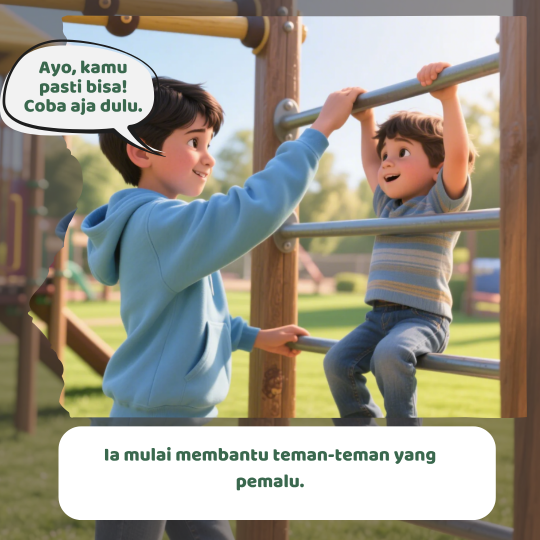 Ayo, kamu
pasti bisa!
Coba aja dulu.
Ia mulai membantu teman-teman yang
pemalu.